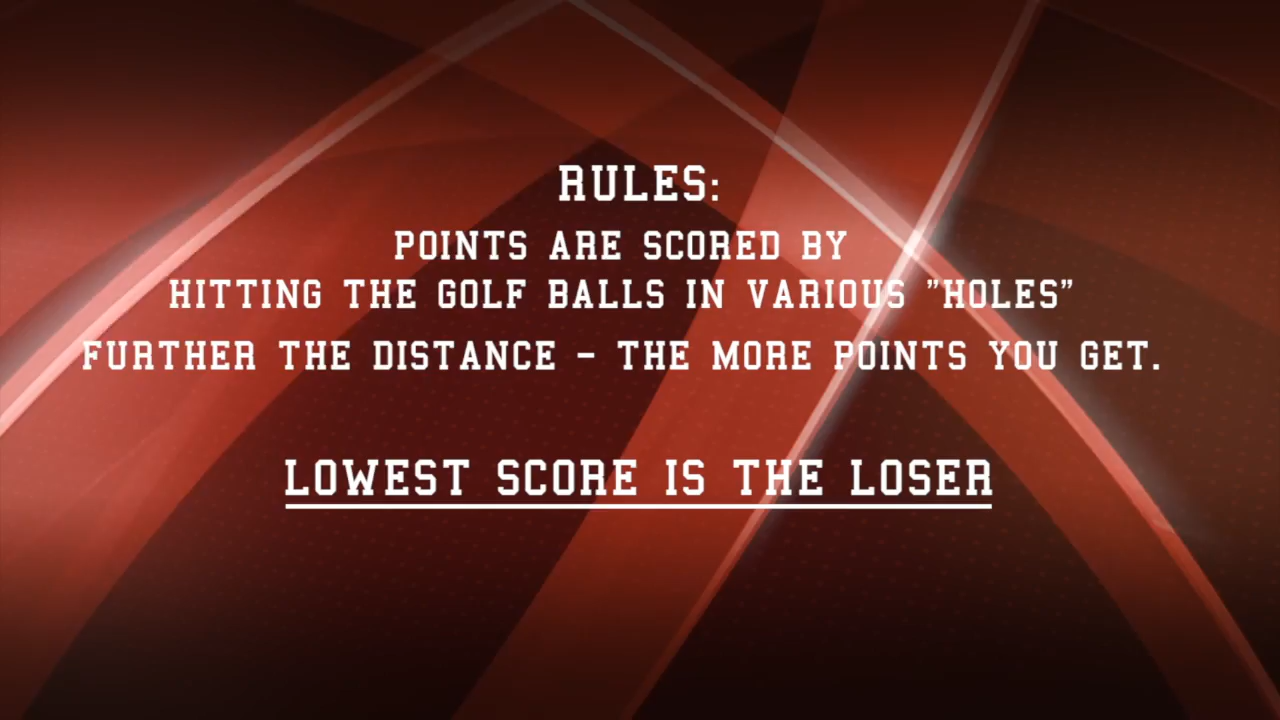 RULES:
POINTS ARE SCORED BY
HITTING THE GOLF BALLS IN VARIOUS "HOLES"
FURTHER THE DISTANCE – THE MORE POINTS YOU GET.
LOWEST SCORE IS THE LOSER